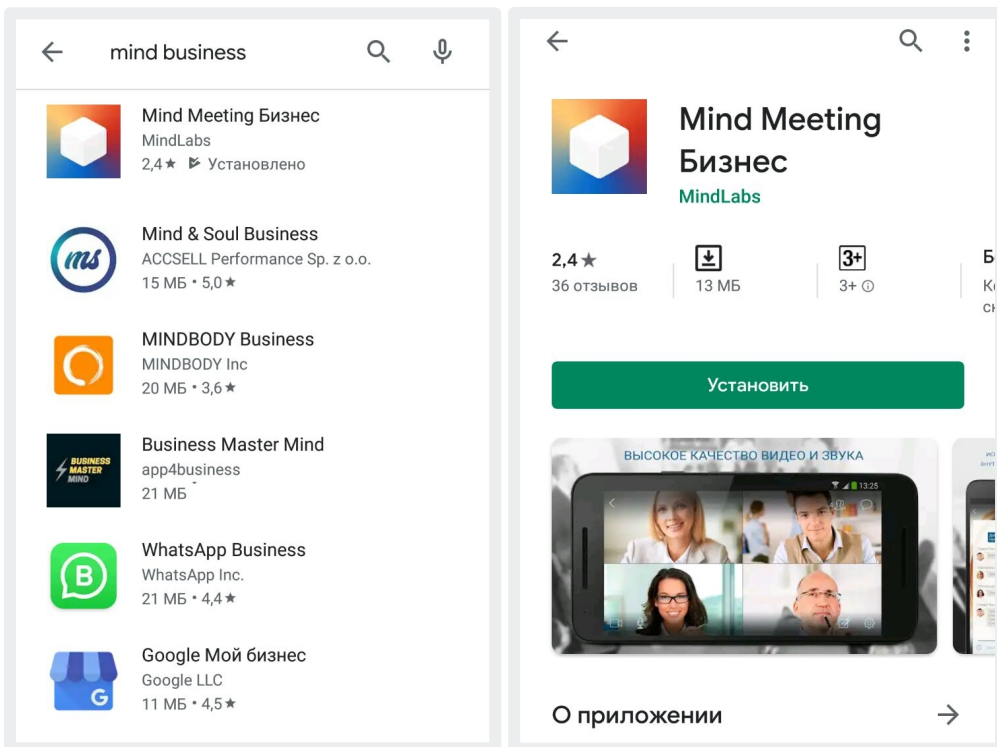 mind business
Mind Meeting Бизнес
MindLabs
2,4★ Установлено
ms
Mind & Soul Business
ACCSELL Performance Sp. z o.o.
15 МБ • 5,0★
MINDBODY Business
MINDBODY Inc
20 МБ • 3,6★
BUSINESS
MASTER
MIND
Business Master Mind
app4business
21 МБ
B
WhatsApp Business
WhatsApp Inc.
21 МБ • 4,4★
G
Google Мой бизнес
Google LLC
11 МБ • 4,5★
Mind Meeting
Бизнес
MindLabs
2,4★
36 отзывов
13 МБ
3+
3+
Установить
ВЫСОКОЕ КАЧЕСТВО ВИДЕО И ЗВУКА
13:25
О приложении